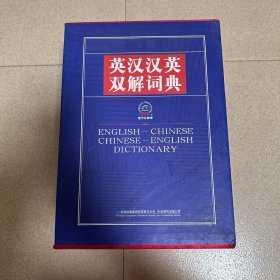 英汉汉英
双解词典
ENGLISH – CHINESE
CHINESE – ENGLISH
DICTIONARY